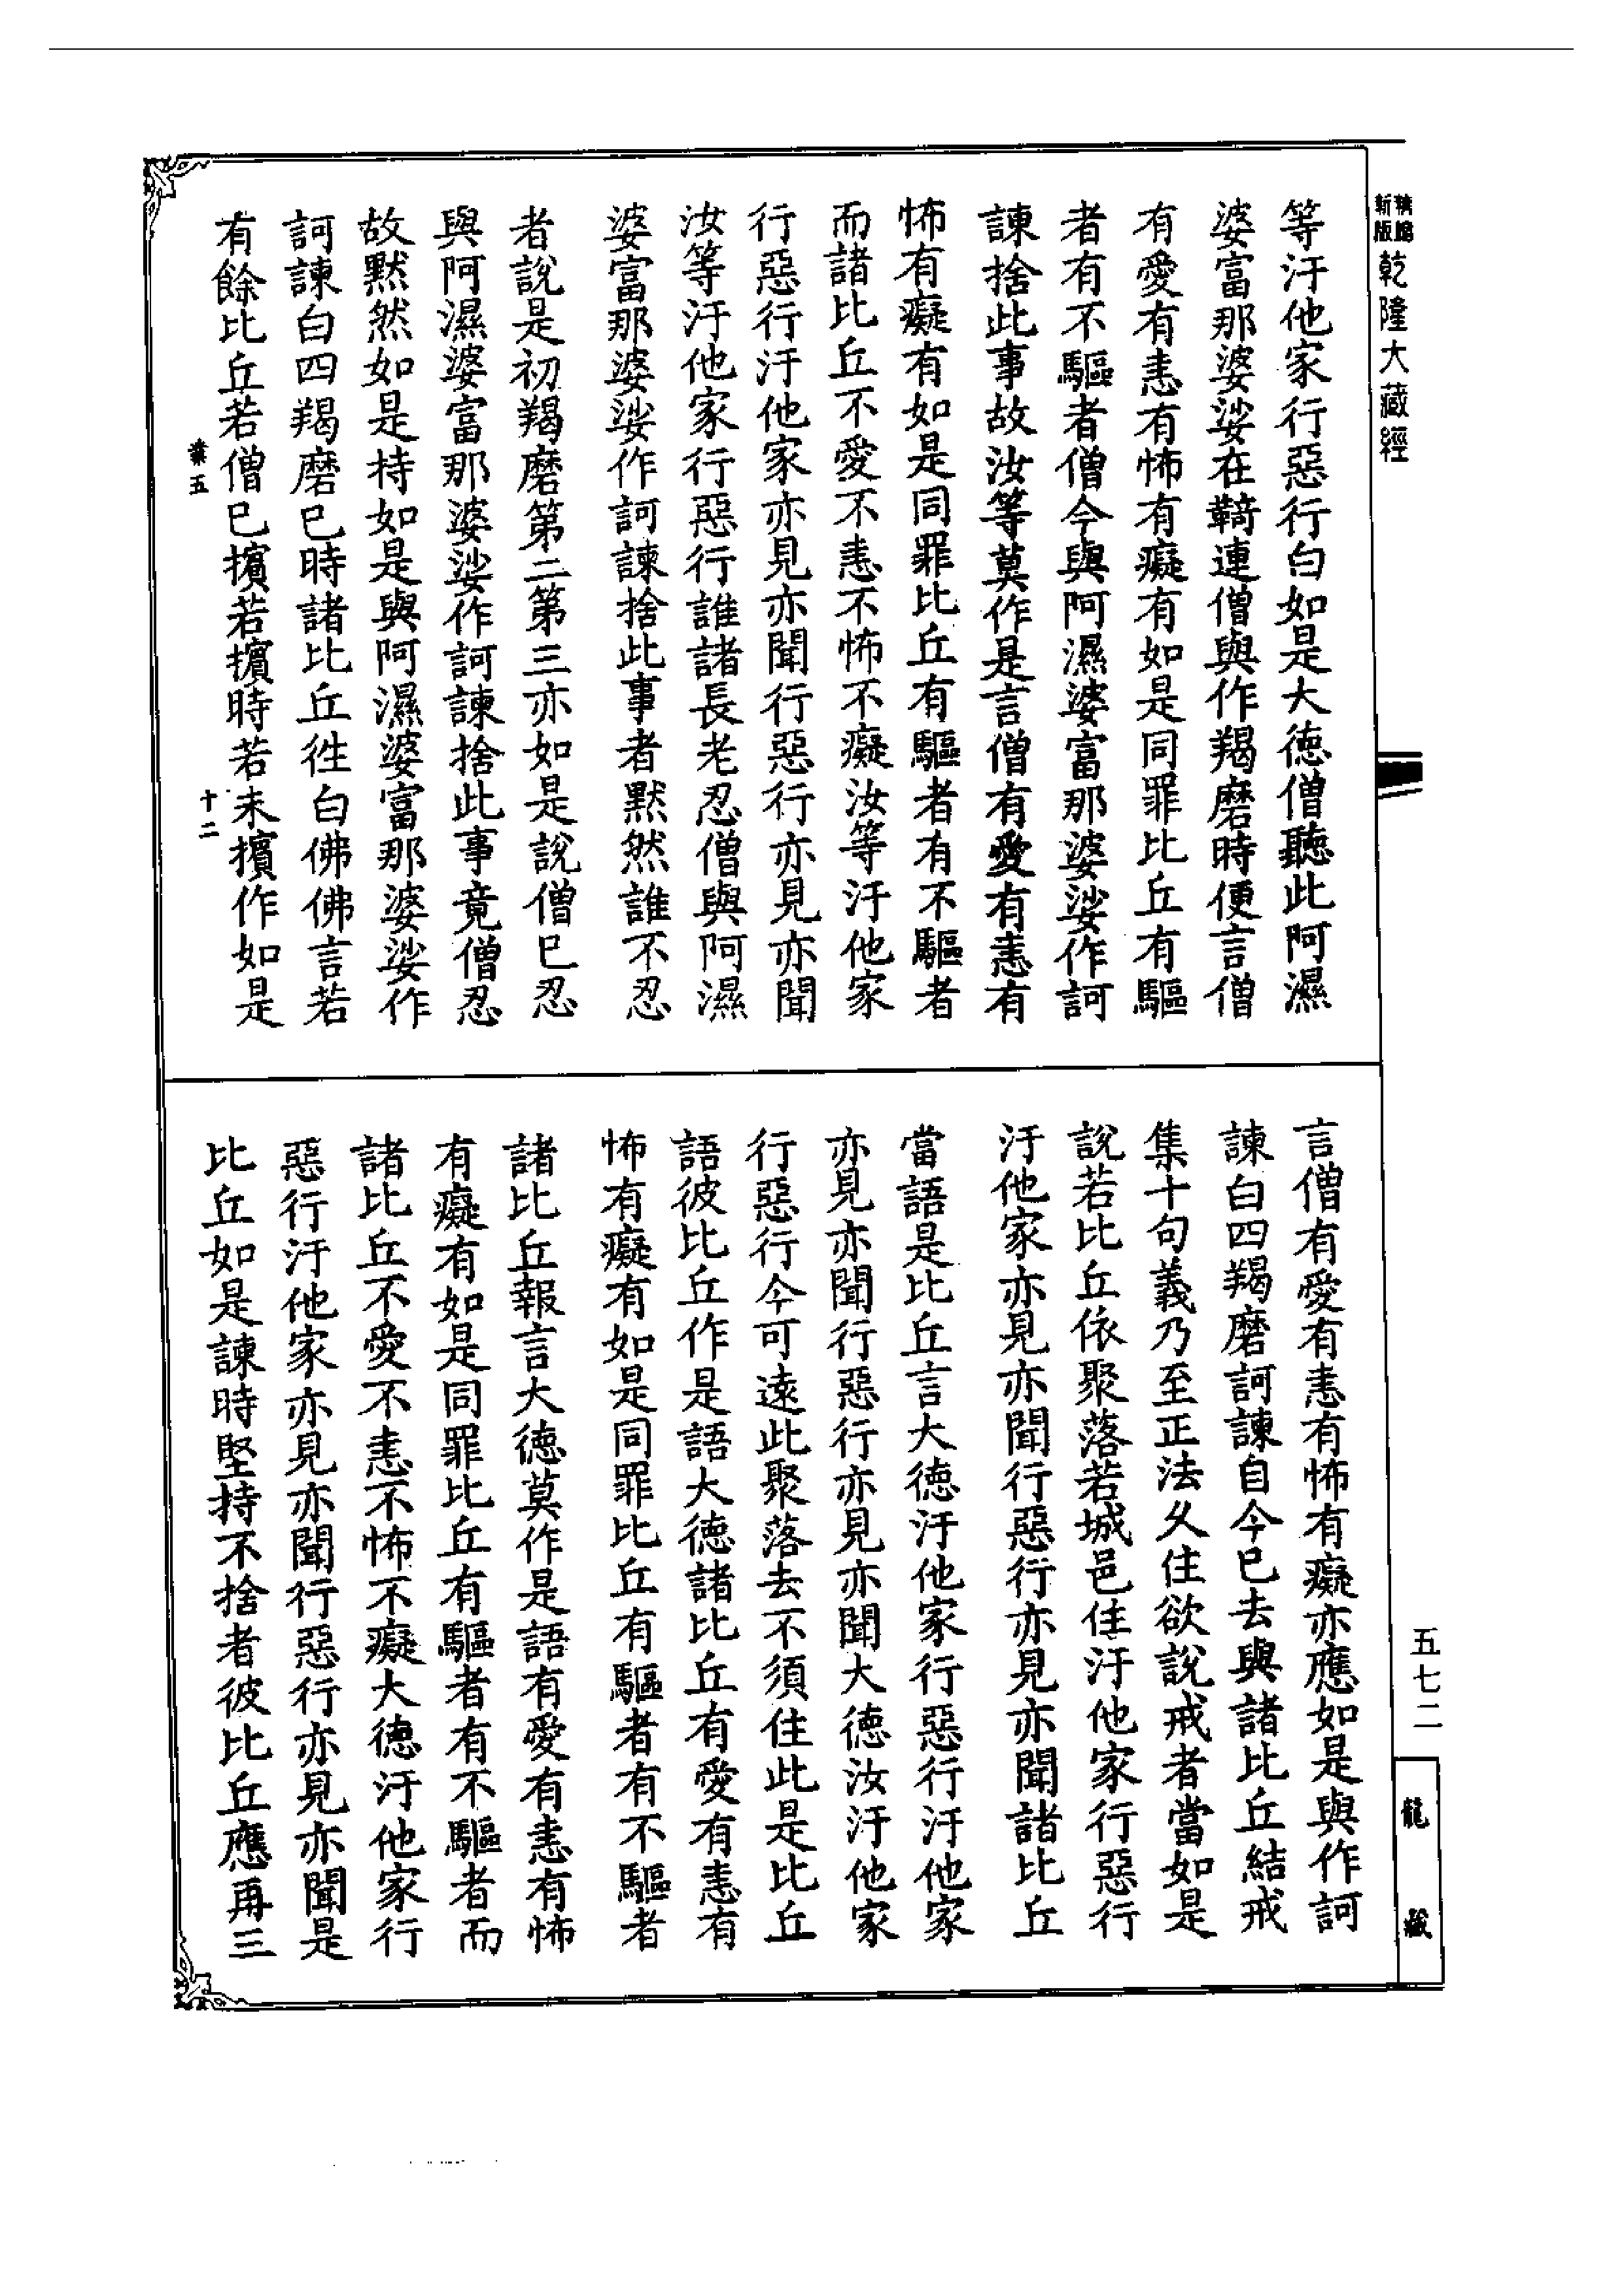 新版
精縮
乾隆大藏經
等汙他家行惡行白如是大德僧聽此阿濕
婆富那婆娑在鞞連僧與作羯磨時便言僧
有愛有恚有怖有癡有如是同罪比丘有驅
者有不驅者僧今與阿濕婆富那婆娑作訶
諫捨此事故汝等莫作是言僧有愛有恚有
怖有癡有如是同罪比丘有驅者有不驅者
而諸比丘不愛不恚不怖不癡汝等汙他家
行惡行汙他家亦見亦聞行惡行亦見亦聞
汝等汙他家行惡行誰諸長老忍僧與阿濕
婆富那婆娑作訶諫捨此事者默然誰不忍
者說是初羯磨第二第三亦如是說僧已忍
與阿濕婆富那婆娑作訶諫捨此事竟僧忍
故默然如是持如是與阿濕婆富那婆娑作
訶諫白四羯磨已時諸比丘往白佛佛言若
有餘比丘若僧已擯若擯時若未擯作如是
業五
十二
言僧有愛有恚有怖有癡亦應如是與作訶
諫白四羯磨訶諫自今已去與諸比丘結戒
集十句義乃至正法久住欲說戒者當如是
說若比丘依聚落若城邑住汙他家行惡行
汙他家亦見亦聞行惡行亦見亦聞諸比丘
當語是比丘言大德汙他家行惡行汙他家
亦見亦聞行惡行亦見亦聞大德汝汙他家
行惡行今可遠此聚落去不須住此是比丘
語彼比丘作是語大德諸比丘有愛有恚有
怖有癡有如是同罪比丘有驅者有不驅者
諸比丘報言大德莫作是語有愛有恚有怖
有癡有如是同罪比丘有驅者有不驅者而
諸比丘不愛不恚不怖不癡大德汙他家行
惡行汙他家亦見亦聞行惡行亦見亦聞是
比丘如是諫時堅持不捨者彼比丘應再三
五七二
龍藏